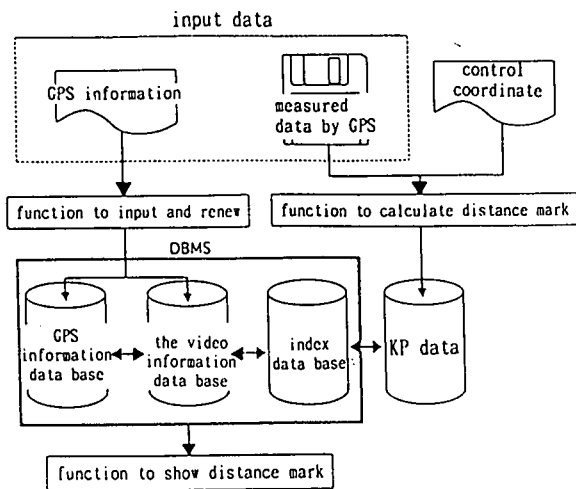 input data
GPS information
measured
data by GPS
control
coordinate
function to input and renew
function to calculate distance mark
DBMS
GPS
information
data base
the video
information
data base
index
data base
KP data
function to show distance mark